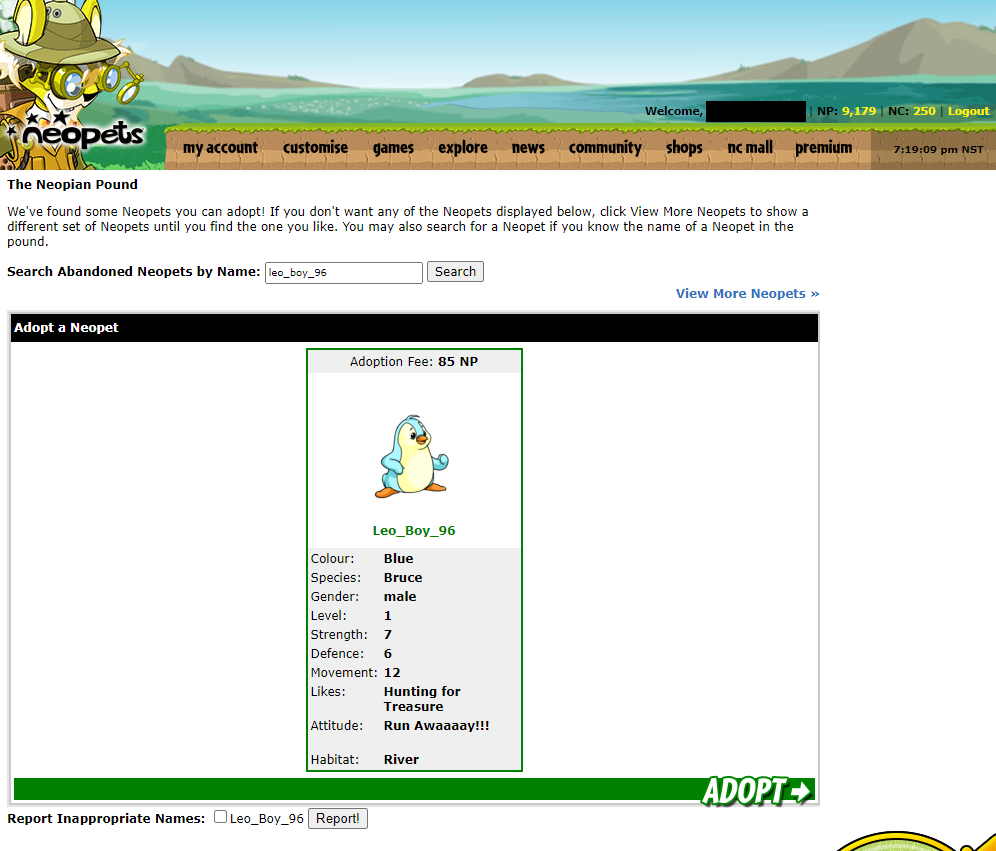 Welcome, | NP: 9,179 | NC: 250 | Logout
neopets
my account customise games explore news community shops nc mall premium 7:19:09 pm NST
The Neopian Pound
We've found some Neopets you can adopt! If you don't want any of the Neopets displayed below, click View More Neopets to show a
different set of Neopets until you find the one you like. You may also search for a Neopet if you know the name of a Neopet in the
pound.
Search Abandoned Neopets by Name: leo_boy_96 Search
View More Neopets »
Adopt a Neopet
Adoption Fee: 85 NP
Leo_Boy_96
Colour: Blue
Species: Bruce
Gender: male
Level: 1
Strength: 7
Defence: 6
Movement: 12
Likes: Hunting for
Treasure
Attitude: Run Awaaaay!!!
Habitat: River
ADOPT
Report Inappropriate Names: Leo_Boy_96 Report!